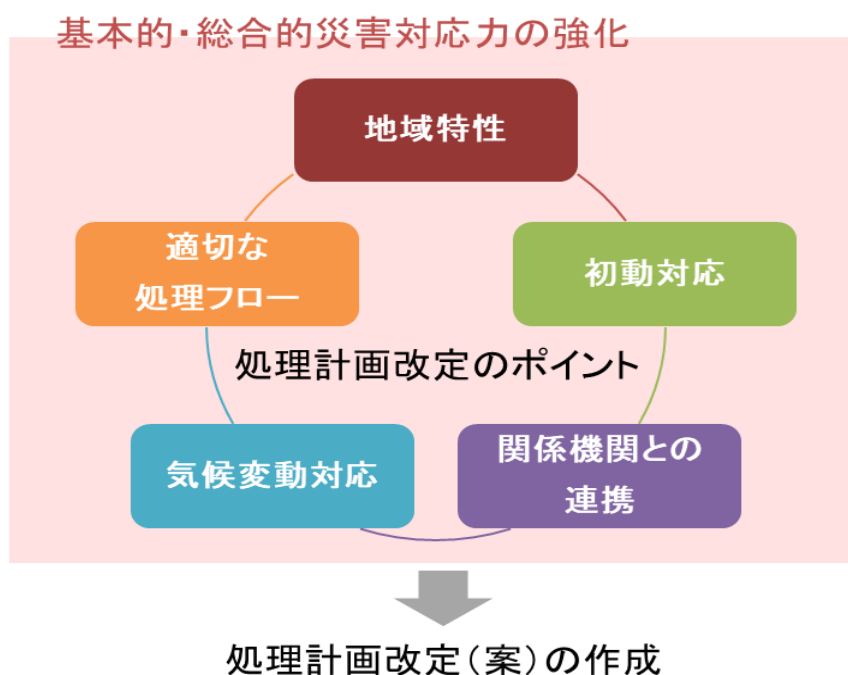 基本的・総合的災害対応力の強化
地域特性
適切な
処理フロー
初動対応
処理計画改定のポイント
気候変動対応
関係機関との
連携
処理計画改定（案）の作成